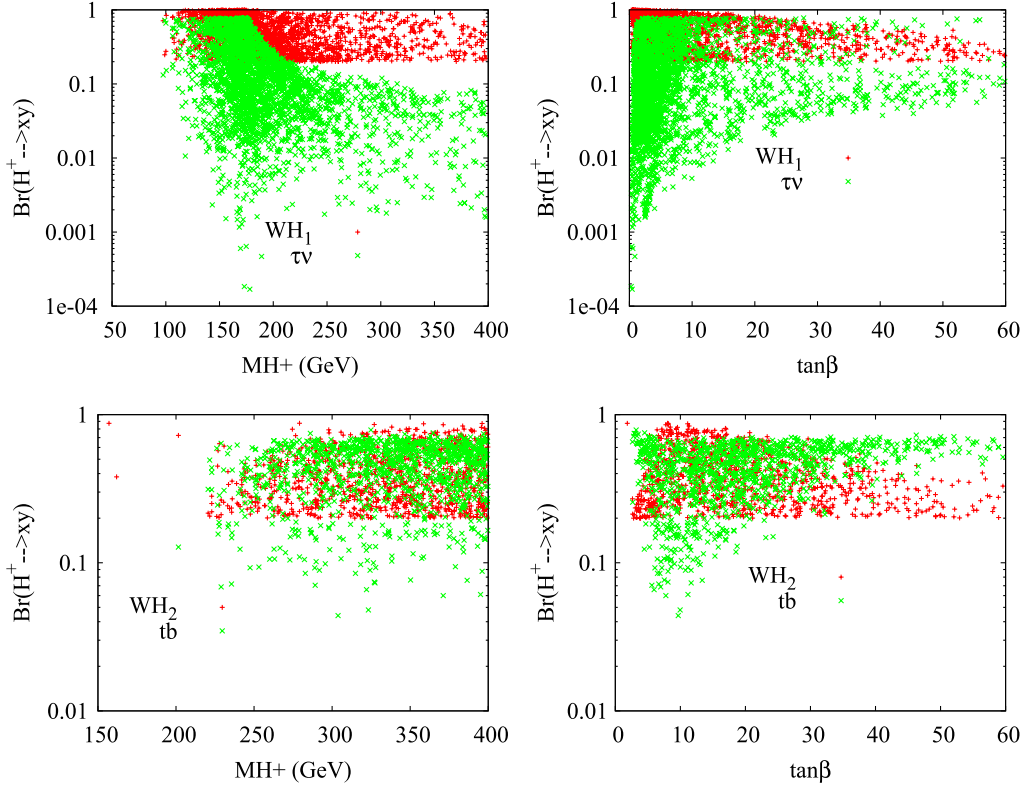 Br(H⁺-->xy)
1
0.1
0.01
0.001
1e-04
WH₁
τν
50 100 150 200 250 300 350 400
MH+ (GeV)
Br(H⁺-->xy)
1
0.1
0.01
0.001
1e-04
WH₁
τν
0 10 20 30 40 50 60
tanβ
Br(H⁺-->xy)
1
0.1
0.01
WH₂
tb
150 200 250 300 350 400
MH+ (GeV)
Br(H⁺-->xy)
1
0.1
0.01
WH₂
tb
0 10 20 30 40 50 60
tanβ